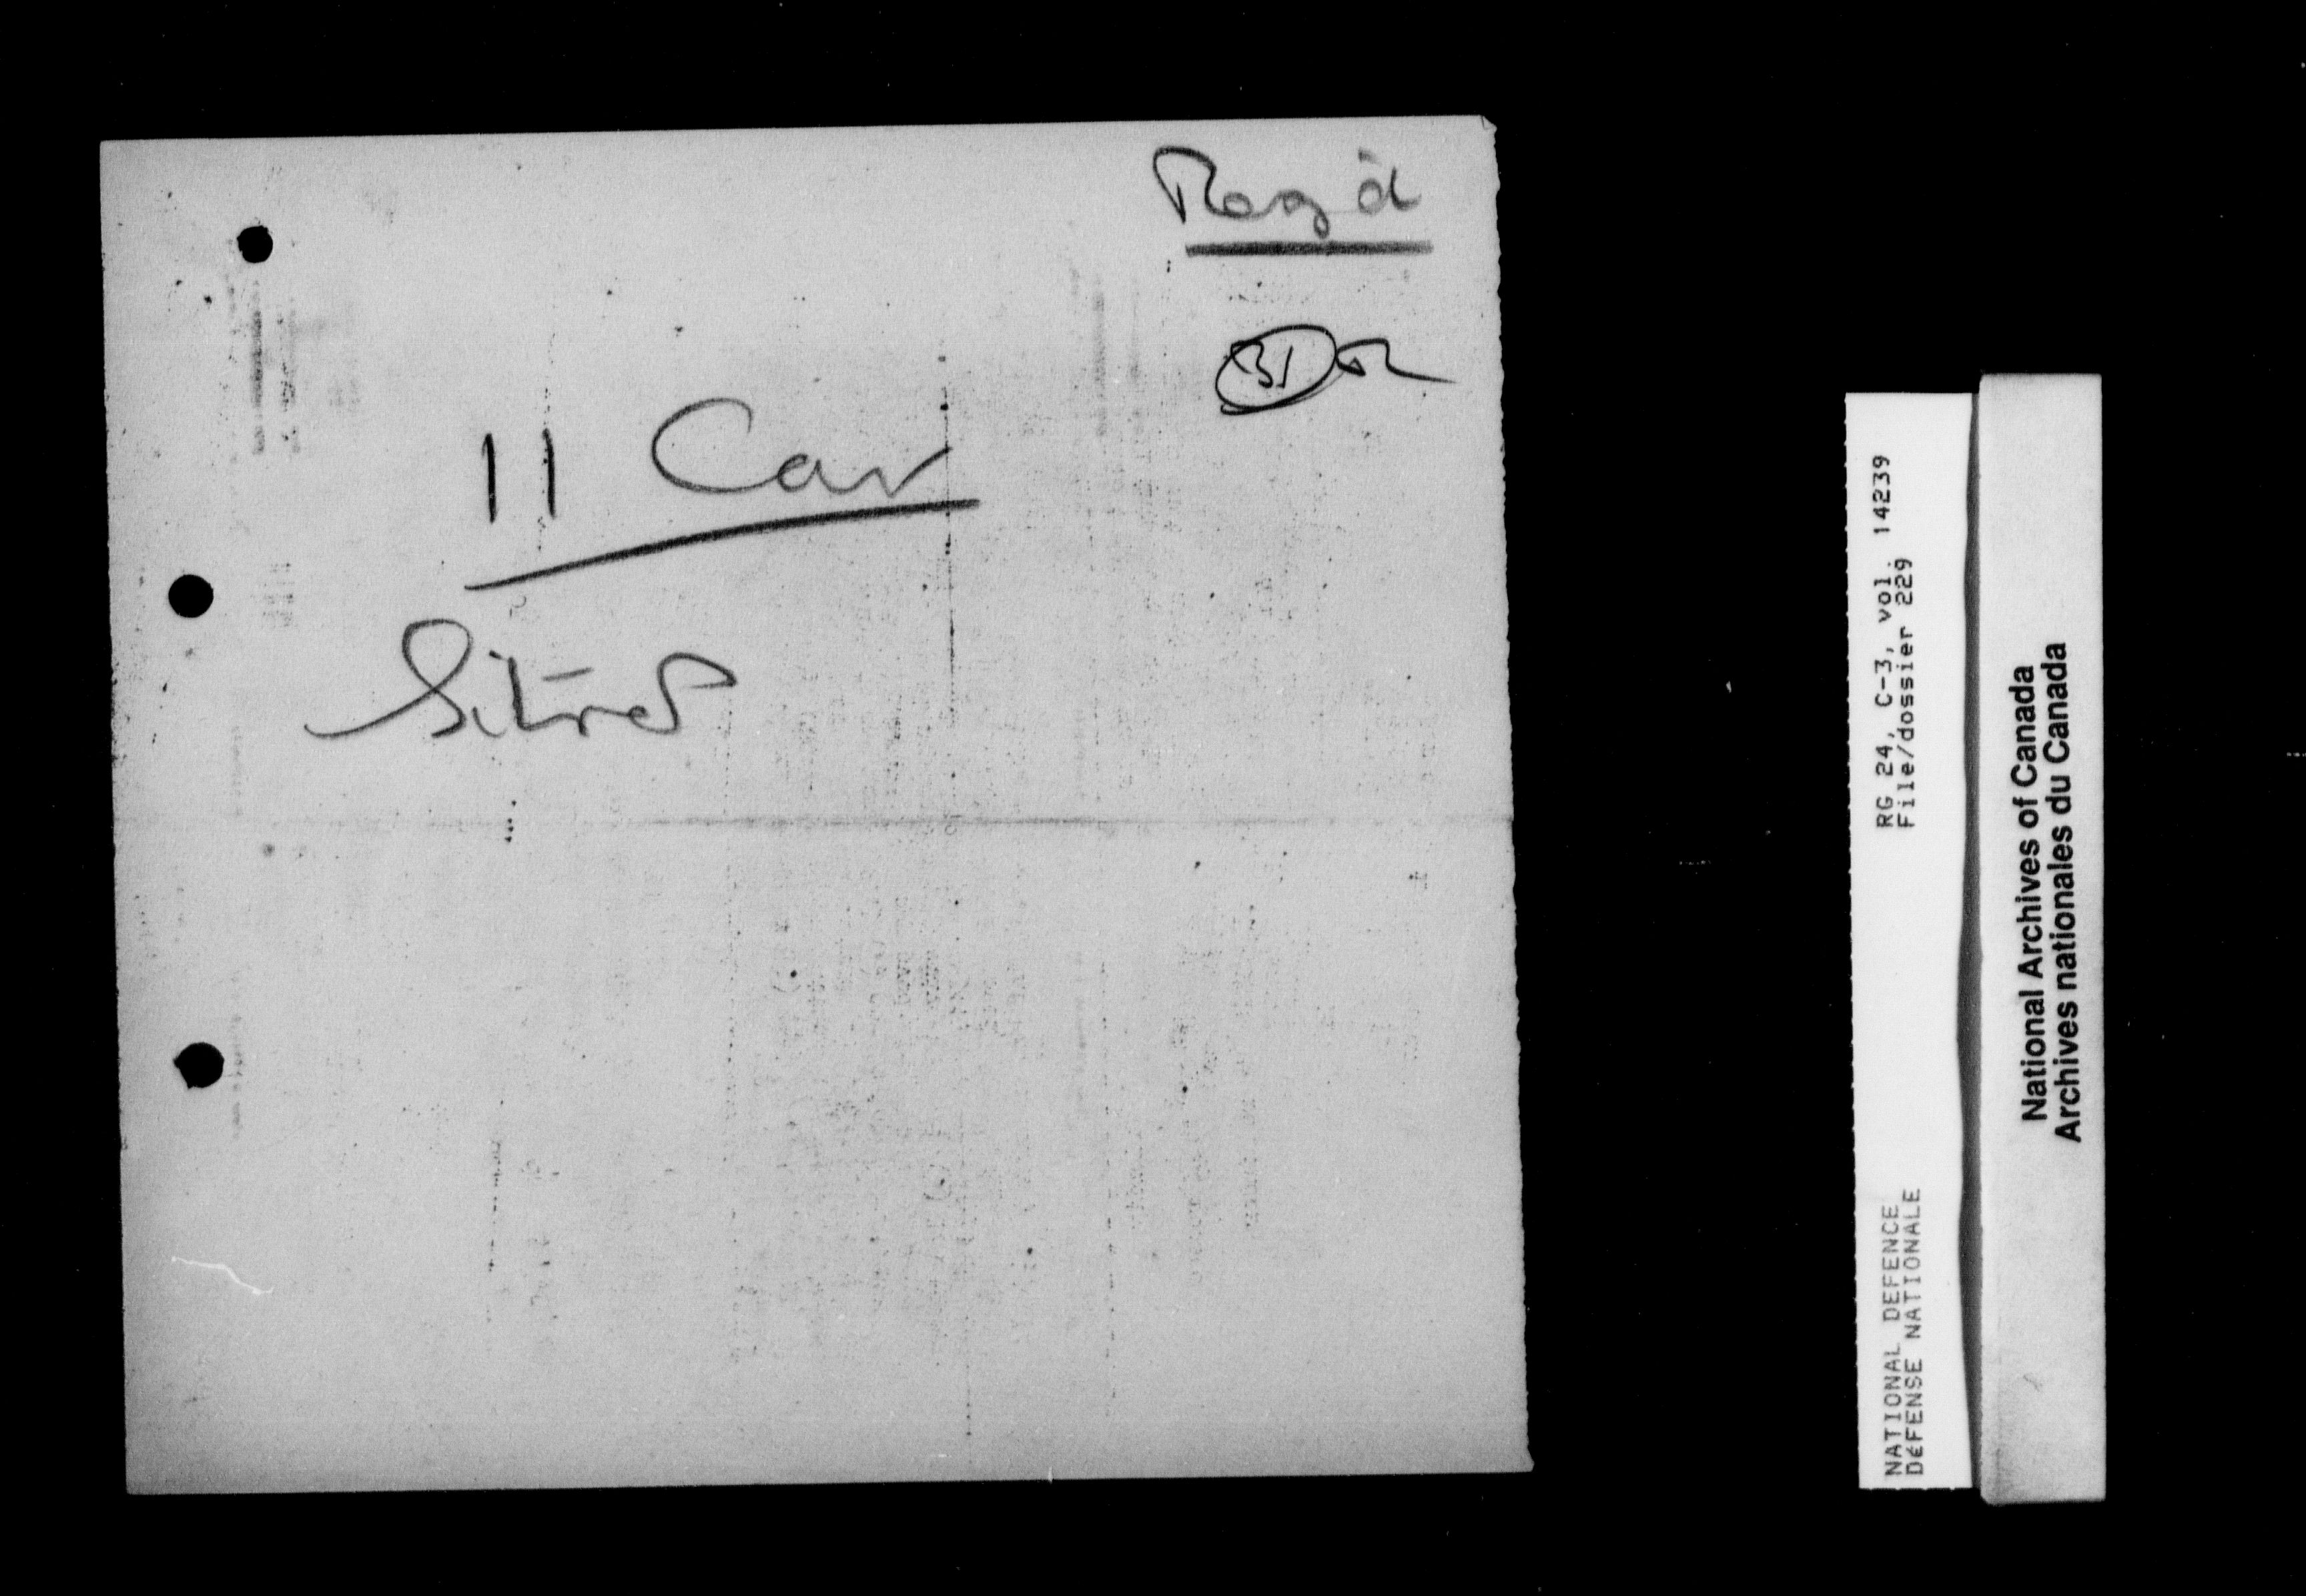 Reg'd
31
11 Cav
Sitrep
RG 24, C-3, vol. 14239
File/dossier 229
NATIONAL DEFENCE
DéFENSE NATIONALE
National Archives of Canada
Archives nationales du Canada